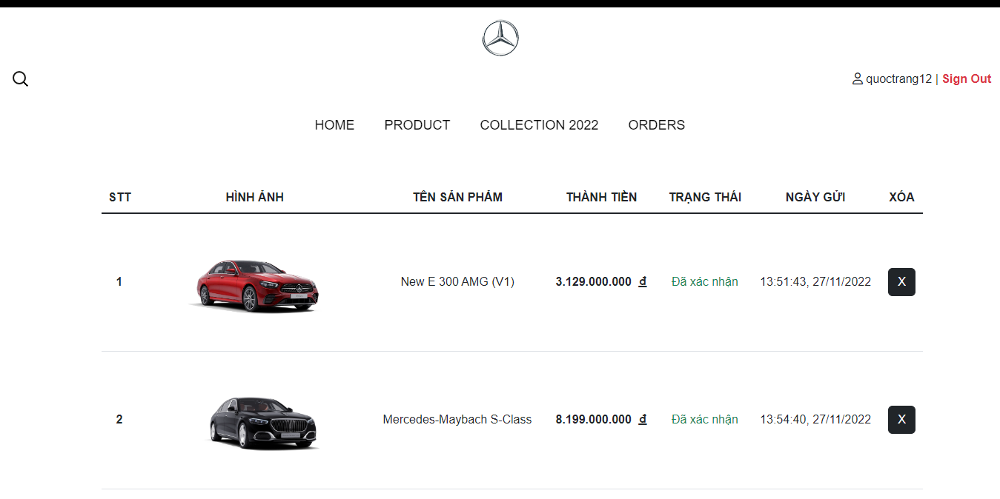 quoctrang12 | Sign Out
HOME PRODUCT COLLECTION 2022 ORDERS
STT HÌNH ẢNH TÊN SẢN PHẨM THÀNH TIỀN TRẠNG THÁI NGÀY GỬI XÓA
1 New E 300 AMG (V1) 3.129.000.000 đ Đã xác nhận 13:51:43, 27/11/2022 X
2 Mercedes-Maybach S-Class 8.199.000.000 đ Đã xác nhận 13:54:40, 27/11/2022 X